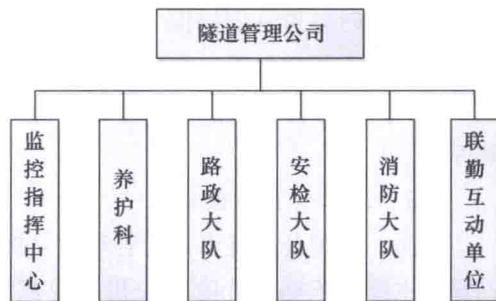 隧道管理公司
监控指挥中心
养护科
路政大队
安检大队
消防大队
联勤互动单位